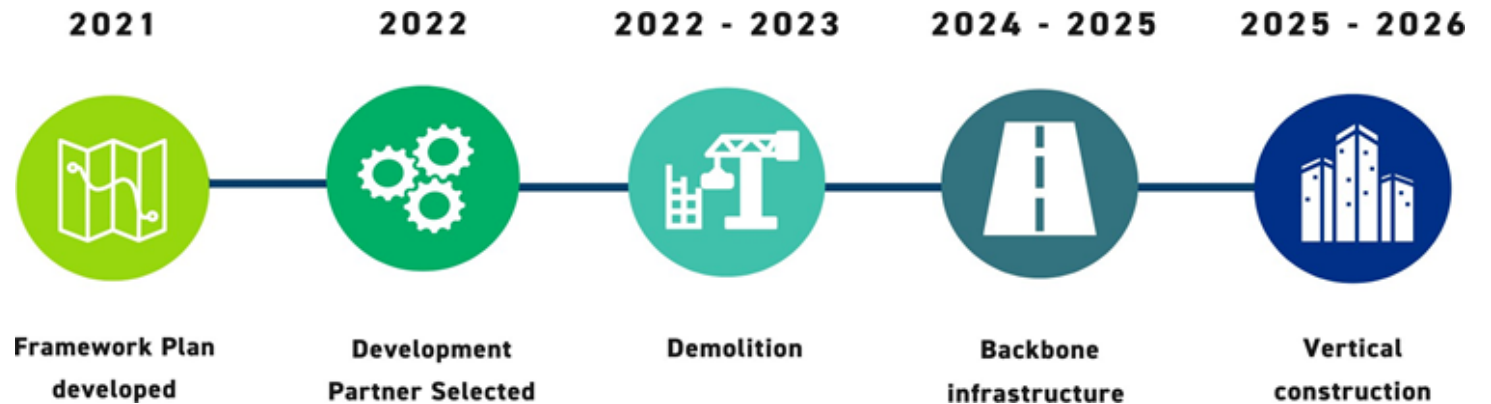 2021
2022
2022 - 2023
2024 - 2025
2025 - 2026
Framework Plan
developed
Development
Partner Selected
Demolition
Backbone
infrastructure
Vertical
construction